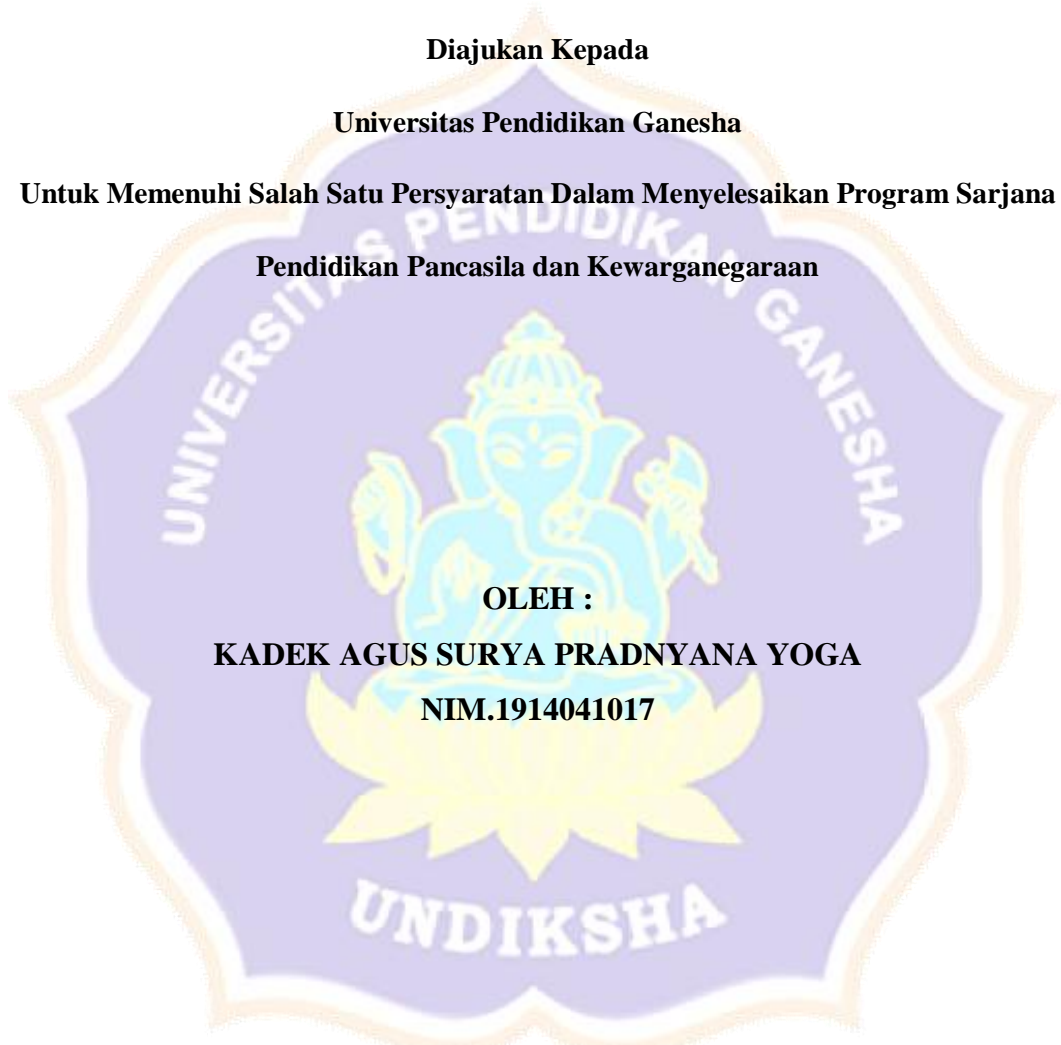 Diajukan Kepada
Universitas Pendidikan Ganesha
Untuk Memenuhi Salah Satu Persyaratan Dalam Menyelesaikan Program Sarjana
Pendidikan Pancasila dan Kewarganegaraan
UNIVERSITAS PENDIDIKAN GANESHA
OLEH :
KADEK AGUS SURYA PRADNYANA YOGA
NIM.1914041017
UNDIKSHA